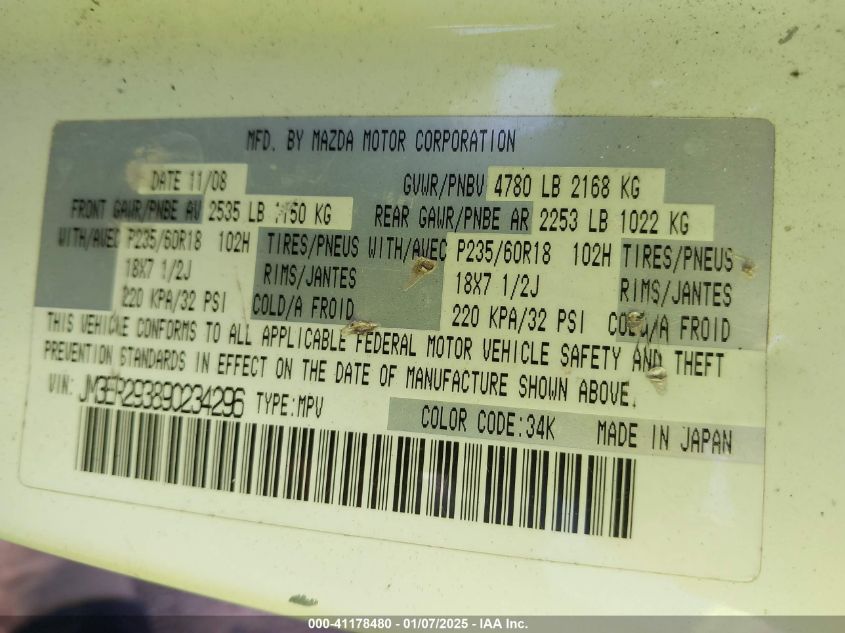 MFD. BY MAZDA MOTOR CORPORATION
DATE 11/08 GVWR/PNBV 4780 LB 2168 KG
FRONT GAWR/PNBE AV 2535 LB 1150 KG REAR GAWR/PNBE AR 2253 LB 1022 KG
WITH/AVEC P235/60R18 102H TIRES/PNEUS WITH/AVEC P235/60R18 102H TIRES/PNEUS
18X7 1/2J RIMS/JANTES 18X7 1/2J RIMS/JANTES
220 KPA/32 PSI COLD/A FROID 220 KPA/32 PSI COLD/A FROID
THIS VEHICLE CONFORMS TO ALL APPLICABLE FEDERAL MOTOR VEHICLE SAFETY AND THEFT
PREVENTION STANDARDS IN EFFECT ON THE DATE OF MANUFACTURE SHOWN ABOVE.
VIN: JM3ER293890234296 TYPE:MPV COLOR CODE:34K MADE IN JAPAN
000-41178480 - 01/07/2025 - IAA Inc.